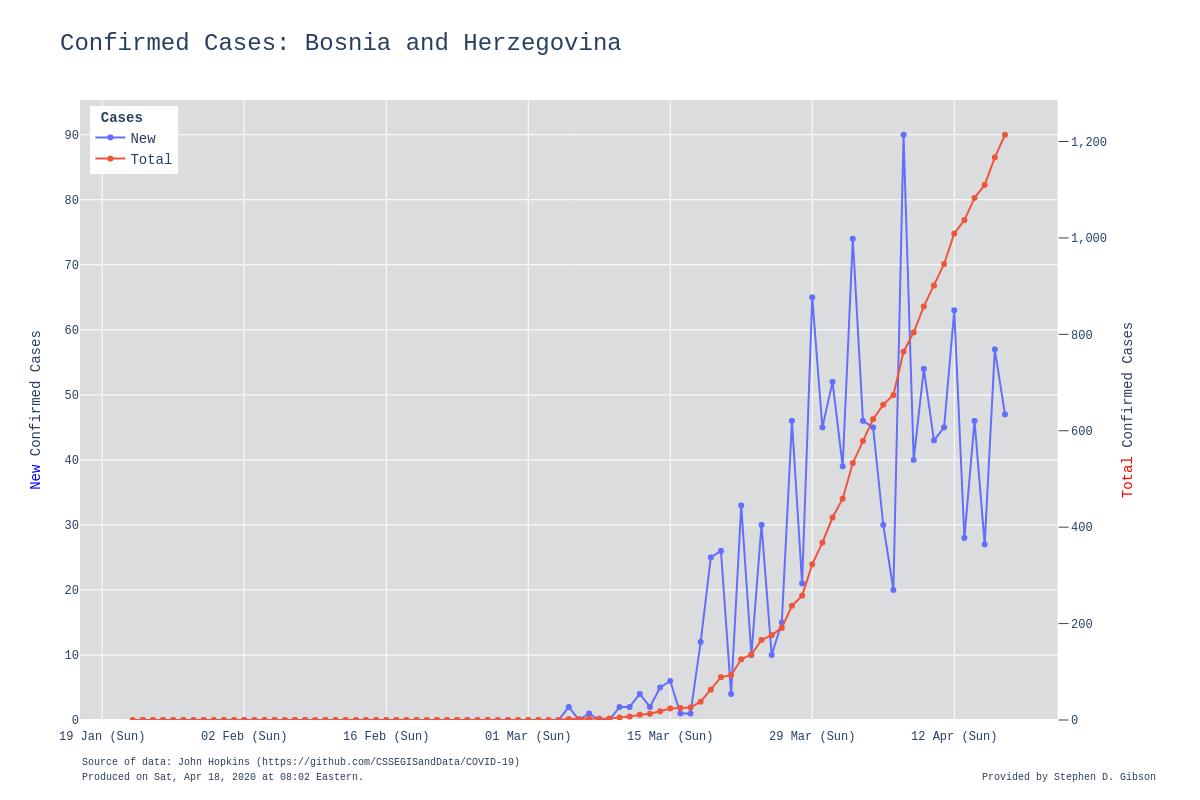 Confirmed Cases: Bosnia and Herzegovina
Cases
New
Total
90
80
70
60
50
40
30
20
10
0
1,200
1,000
800
600
400
200
0
New Confirmed Cases
Total Confirmed Cases
19 Jan (Sun) 02 Feb (Sun) 16 Feb (Sun) 01 Mar (Sun) 15 Mar (Sun) 29 Mar (Sun) 12 Apr (Sun)
Source of data: John Hopkins (https://github.com/CSSEGISandData/COVID-19)
Produced on Sat, Apr 18, 2020 at 08:02 Eastern.
Provided by Stephen D. Gibson